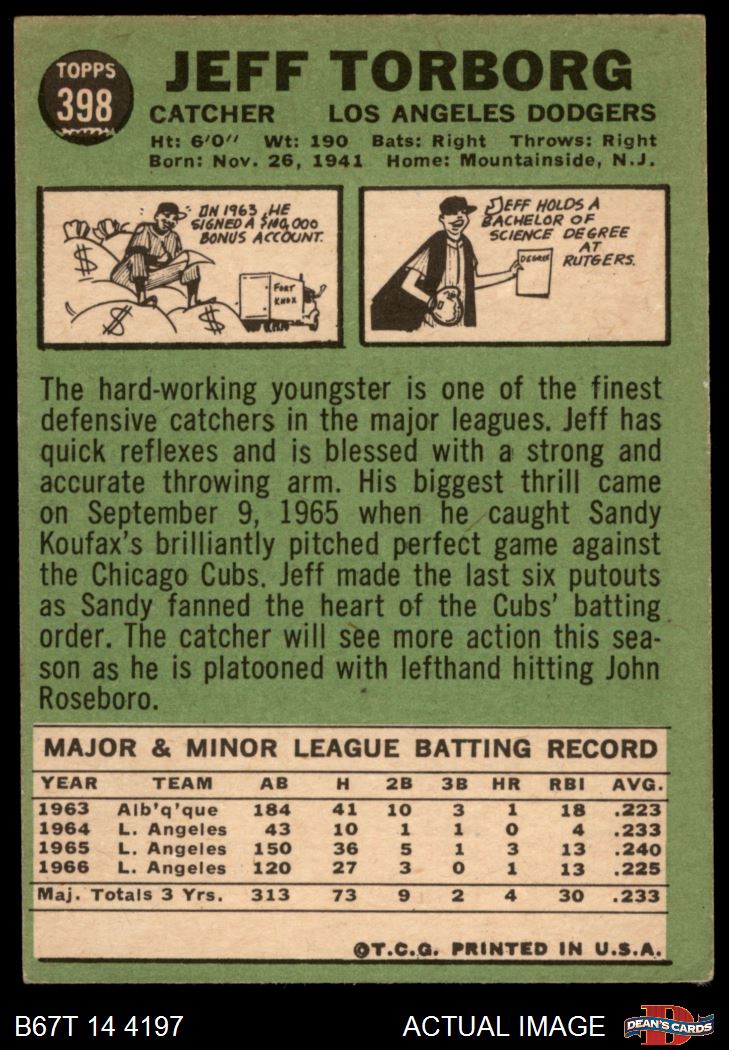 TOPPS
398
JEFF TORBORG
CATCHER LOS ANGELES DODGERS
Ht: 6'0" Wt: 190 Bats: Right Throws: Right
Born: Nov. 26, 1941 Home: Mountainside, N.J.
IN 1963, HE
SIGNED A $100,000
BONUS ACCOUNT.
$
$
$
FORT
KNOX
JEFF HOLDS A
BACHELOR OF
SCIENCE DEGREE
AT
RUTGERS.
DEGREE
The hard-working youngster is one of the finest
defensive catchers in the major leagues. Jeff has
quick reflexes and is blessed with a strong and
accurate throwing arm. His biggest thrill came
on September 9, 1965 when he caught Sandy
Koufax's brilliantly pitched perfect game against
the Chicago Cubs. Jeff made the last six putouts
as Sandy fanned the heart of the Cubs' batting
order. The catcher will see more action this sea-
son as he is platooned with lefthand hitting John
Roseboro.
MAJOR & MINOR LEAGUE BATTING RECORD
YEAR TEAM AB H 2B 3B HR RBI AVG.
1963 Alb'q'que 184 41 10 3 1 18 .223
1964 L. Angeles 43 10 1 1 0 4 .233
1965 L. Angeles 150 36 5 1 3 13 .240
1966 L. Angeles 120 27 3 0 1 13 .225
Maj. Totals 3 Yrs. 313 73 9 2 4 30 .233
©T.C.G. PRINTED IN U.S.A.
B67T 14 4197 ACTUAL IMAGE
D
DEAN'S CARDS